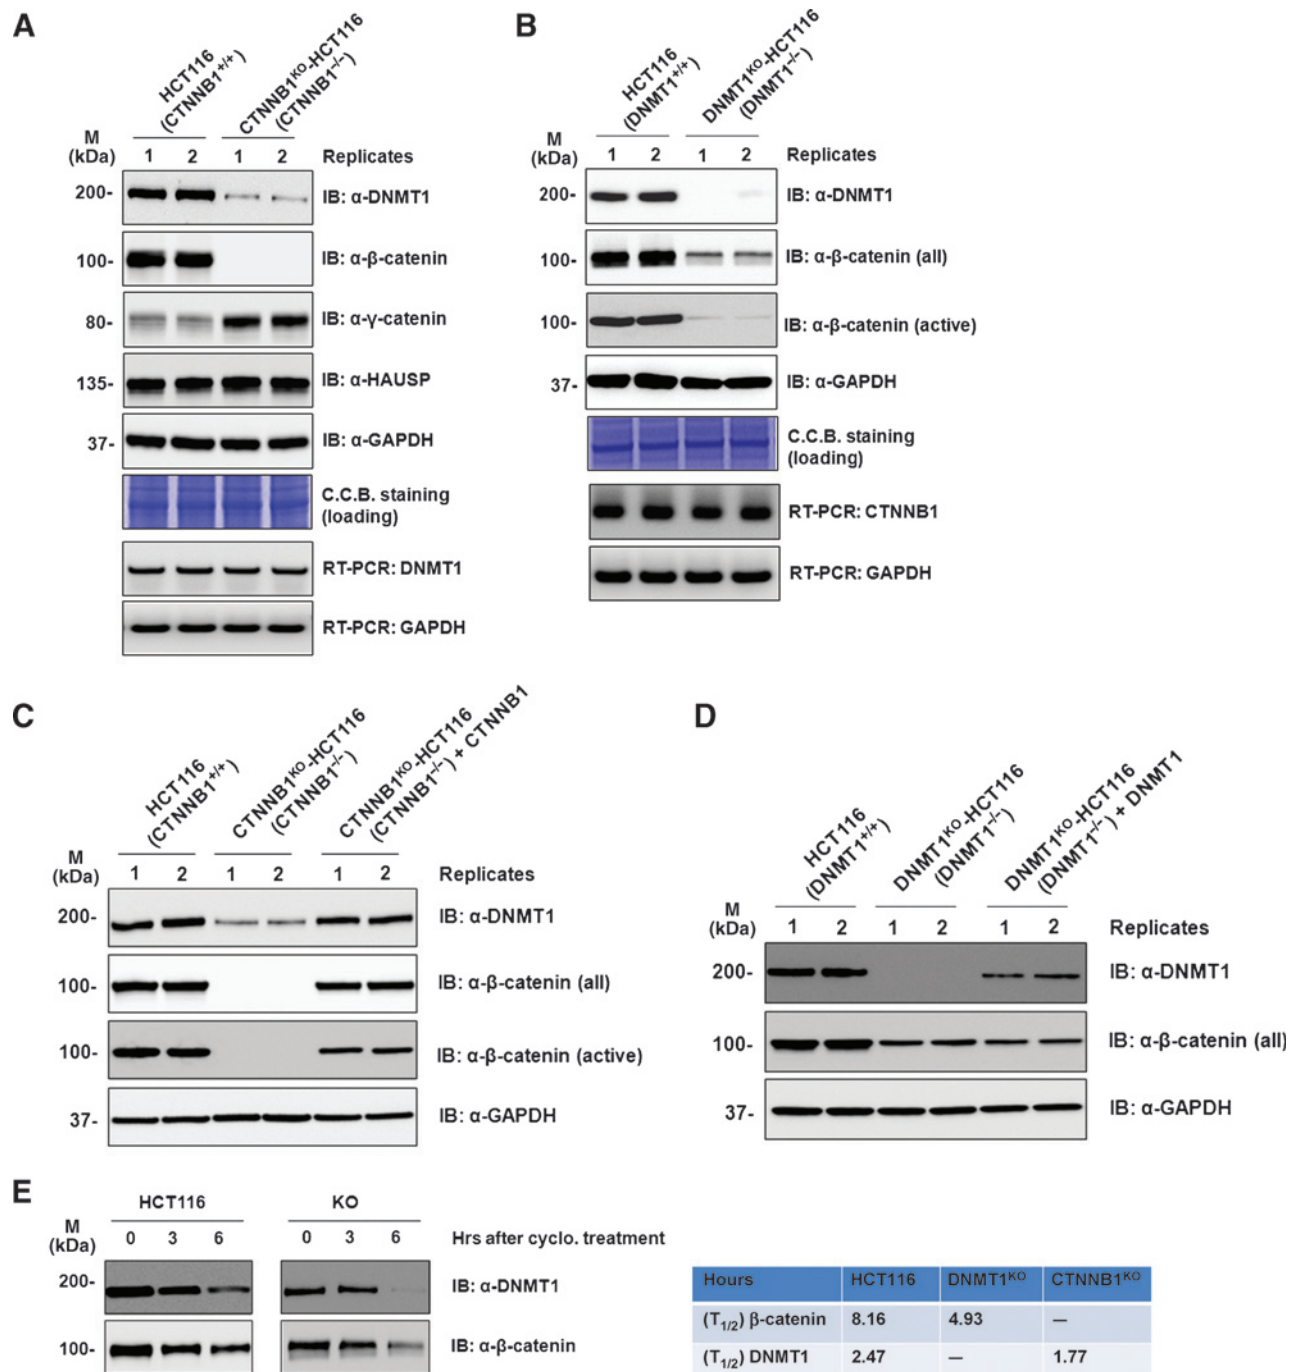 A
HCT116
(CTNNB1+/+)
CTNNB1KO-HCT116
(CTNNB1−/−)
M
(kDa)
1 2 1 2 Replicates
200- IB: α-DNMT1
100- IB: α-β-catenin
80- IB: α-γ-catenin
135- IB: α-HAUSP
37- IB: α-GAPDH
C.C.B. staining
(loading)
RT-PCR: DNMT1
RT-PCR: GAPDH
B
HCT116
(DNMT1+/+)
DNMT1KO-HCT116
(DNMT1−/−)
M
(kDa)
1 2 1 2 Replicates
200- IB: α-DNMT1
100- IB: α-β-catenin (all)
100- IB: α-β-catenin (active)
37- IB: α-GAPDH
C.C.B. staining
(loading)
RT-PCR: CTNNB1
RT-PCR: GAPDH
C
HCT116
(CTNNB1+/+)
CTNNB1KO-HCT116
(CTNNB1−/−)
CTNNB1KO-HCT116
(CTNNB1−/−) + CTNNB1
M
(kDa)
1 2 1 2 1 2 Replicates
200- IB: α-DNMT1
100- IB: α-β-catenin (all)
100- IB: α-β-catenin (active)
37- IB: α-GAPDH
D
HCT116
(DNMT1+/+)
DNMT1KO-HCT116
(DNMT1−/−)
DNMT1KO-HCT116
(DNMT1−/−) + DNMT1
M
(kDa)
1 2 1 2 1 2 Replicates
200- IB: α-DNMT1
100- IB: α-β-catenin (all)
37- IB: α-GAPDH
E
HCT116 KO
M
(kDa)
0 3 6 0 3 6 Hrs after cyclo. treatment
200- IB: α-DNMT1
100- IB: α-β-catenin
Hours HCT116 DNMT1KO CTNNB1KO
(T1/2) β-catenin 8.16 4.93 —
(T1/2) DNMT1 2.47 — 1.77